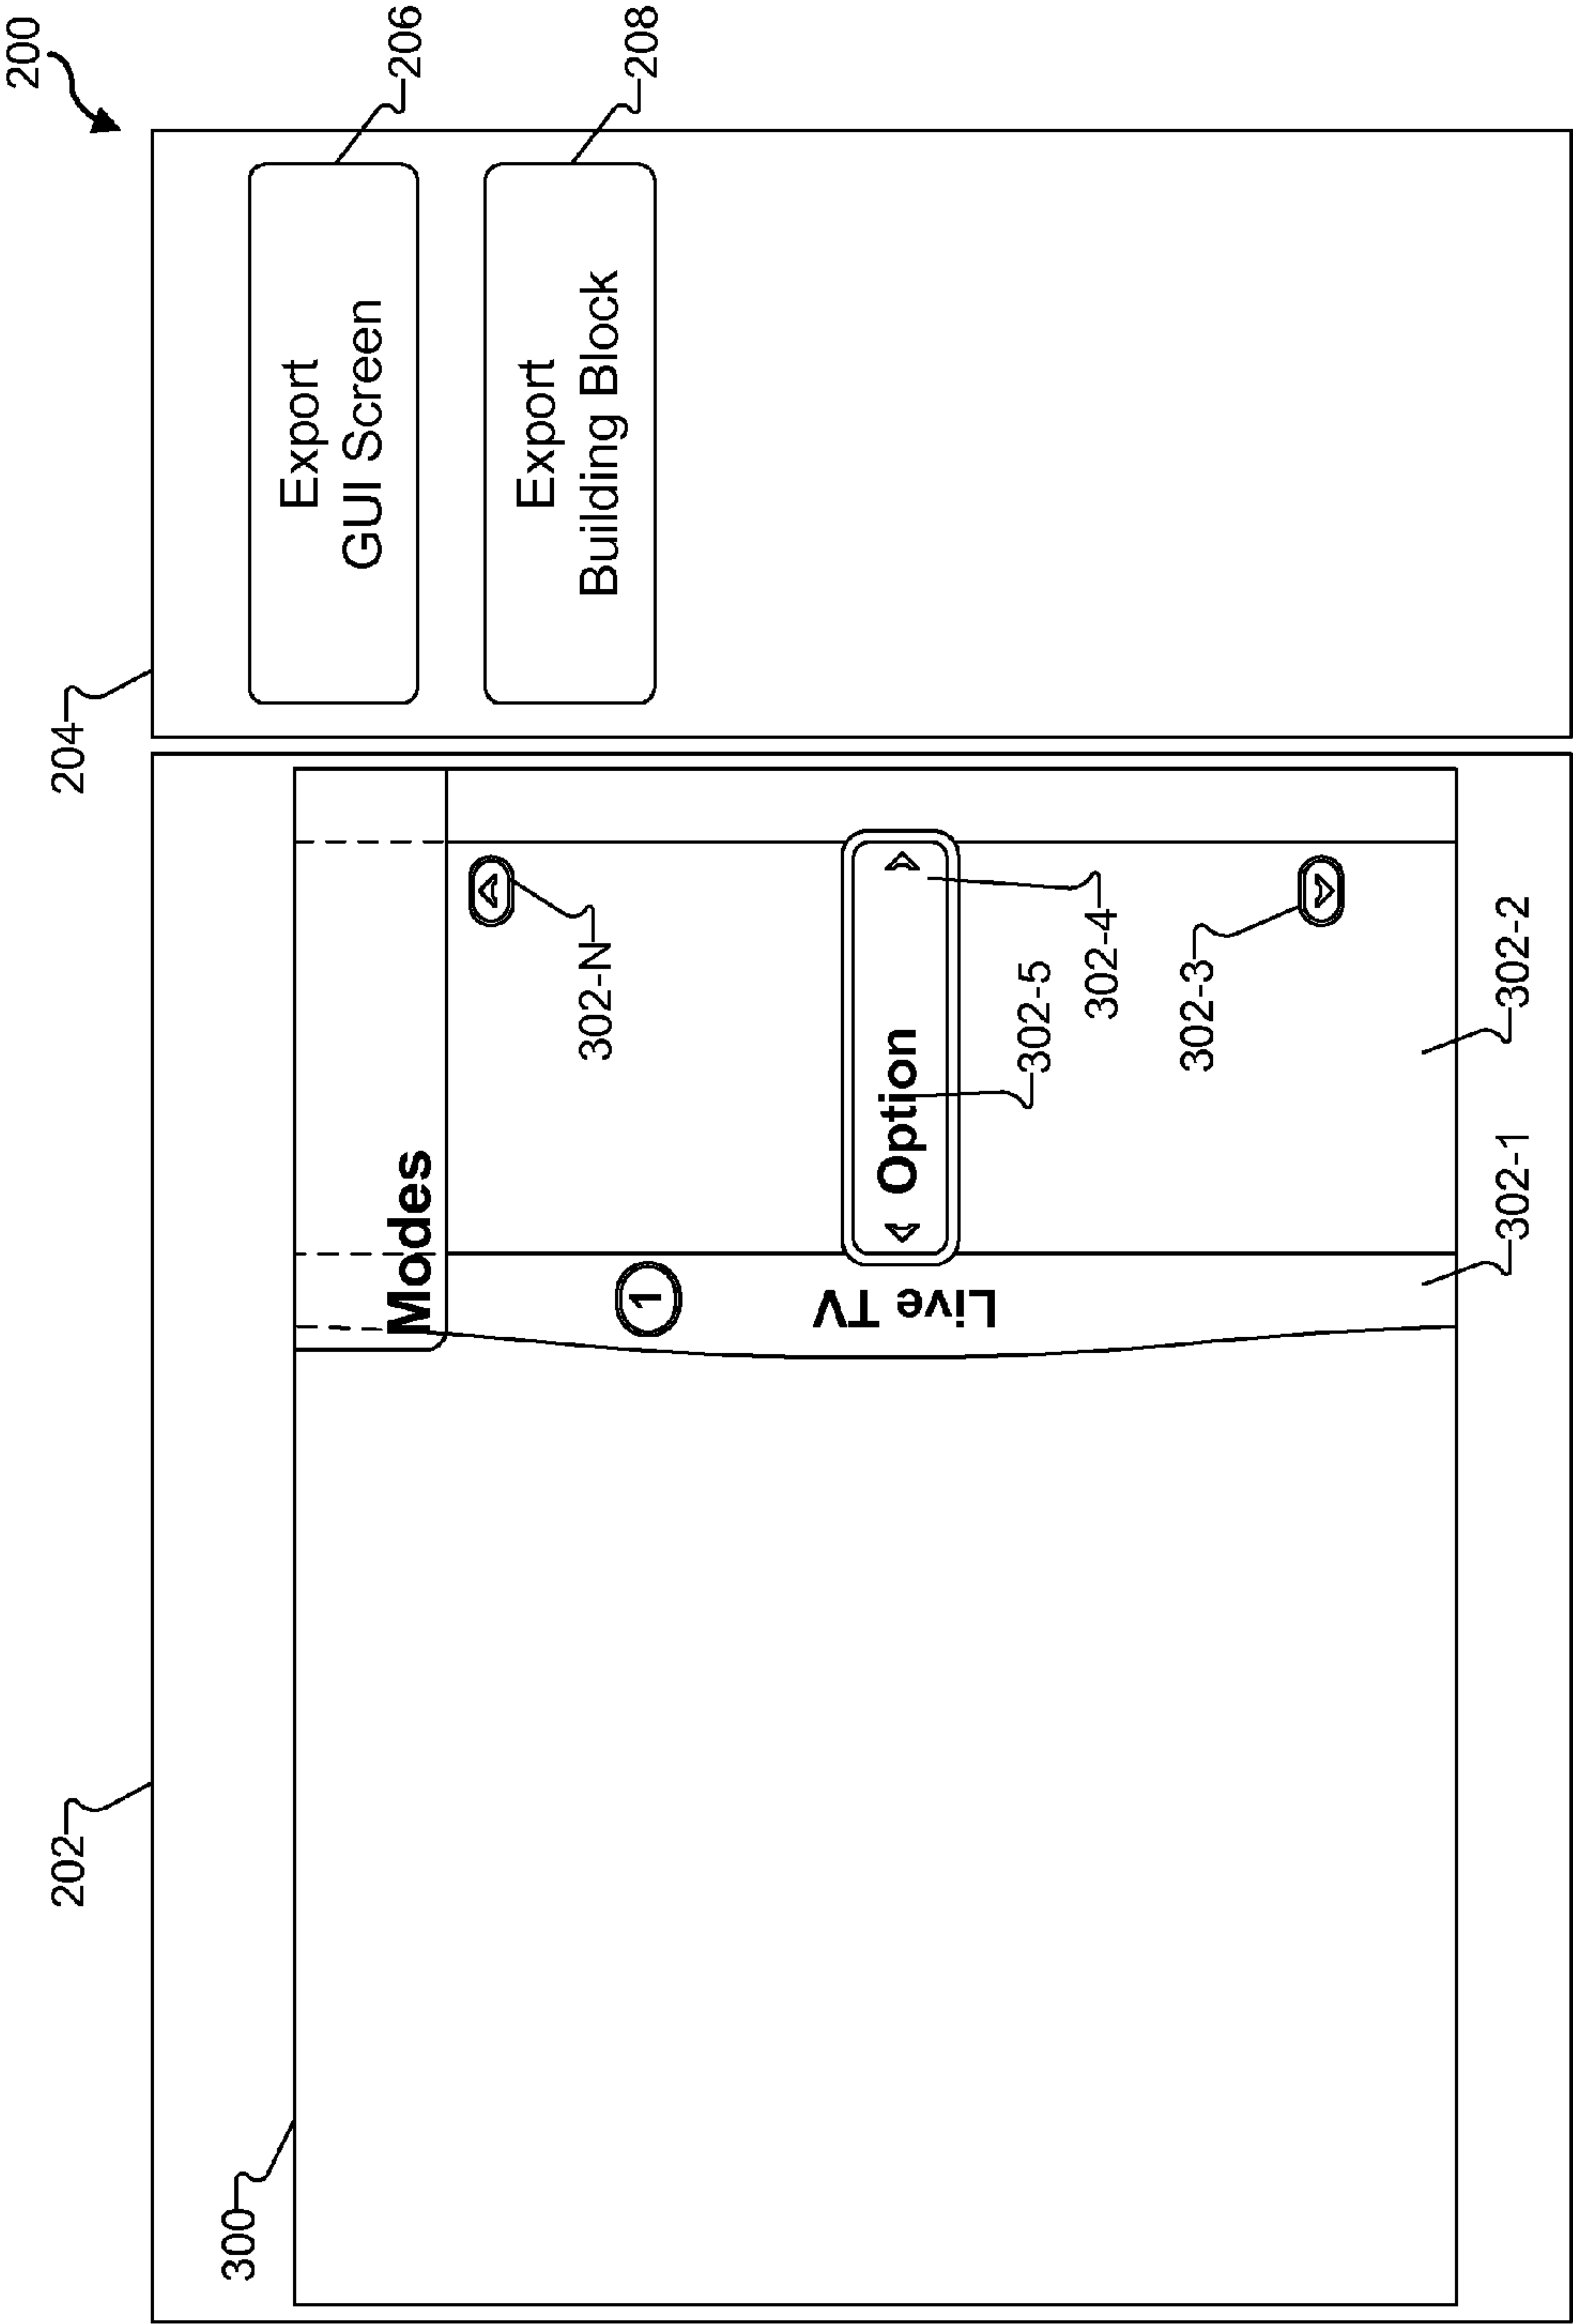 200
202
204
Export
GUI Screen
206
Export
Building Block
208
300
Modes
302-N
1
Live TV
Option
302-5
302-4
302-3
302-1
302-2